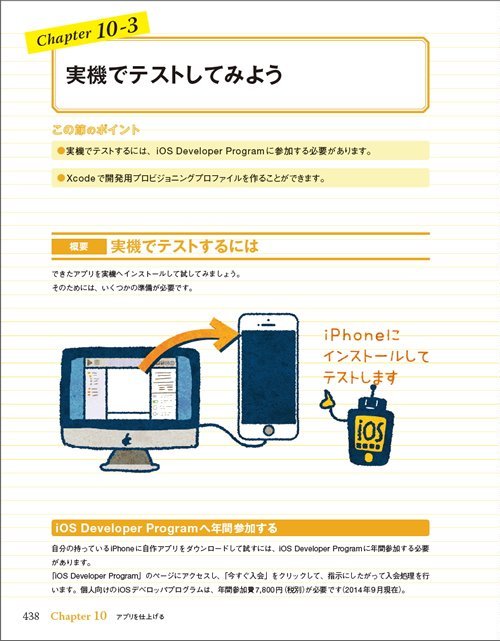 Chapter 10-3
実機でテストしてみよう
この節のポイント
●実機でテストするには、iOS Developer Programに参加する必要があります。
●Xcodeで開発用プロビジョニングプロファイルを作ることができます。
概要 実機でテストするには
できたアプリを実機へインストールして試してみましょう。
そのためには、いくつかの準備が必要です。
iPhoneに
インストールして
テストします
iOS
iOS Developer Programへ年間参加する
自分の持っているiPhoneに自作アプリをダウンロードして試すには、iOS Developer Programに年間参加する必要
があります。
「iOS Developer Program」のページにアクセスし、「今すぐ入会」をクリックして、指示にしたがって入会処理を行
います。個人向けのiOSデベロッパプログラムは、年間参加費7,800円(税別)が必要です(2014年9月現在)。
438 Chapter 10 アプリを仕上げる